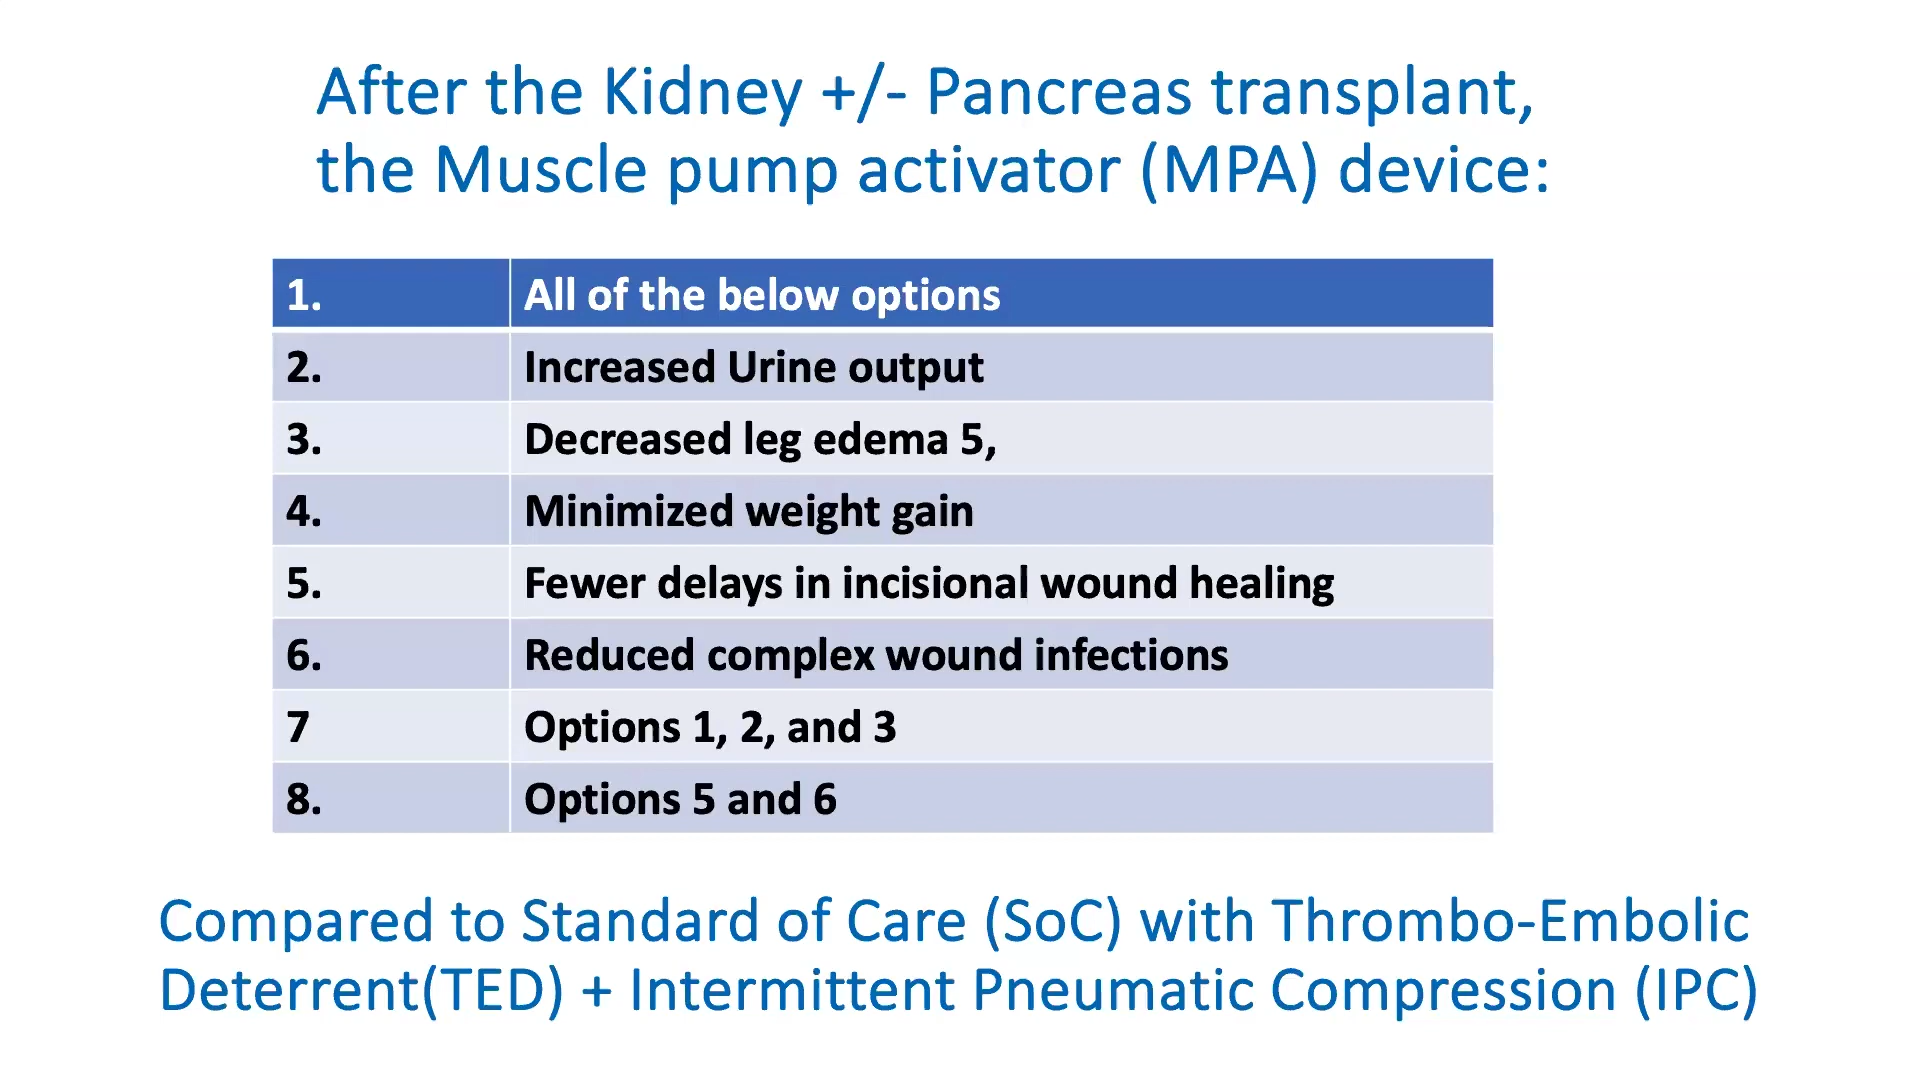 After the Kidney +/- Pancreas transplant,
the Muscle pump activator (MPA) device:
1. All of the below options
2. Increased Urine output
3. Decreased leg edema 5,
4. Minimized weight gain
5. Fewer delays in incisional wound healing
6. Reduced complex wound infections
7 Options 1, 2, and 3
8. Options 5 and 6
Compared to Standard of Care (SoC) with Thrombo-Embolic
Deterrent(TED) + Intermittent Pneumatic Compression (IPC)